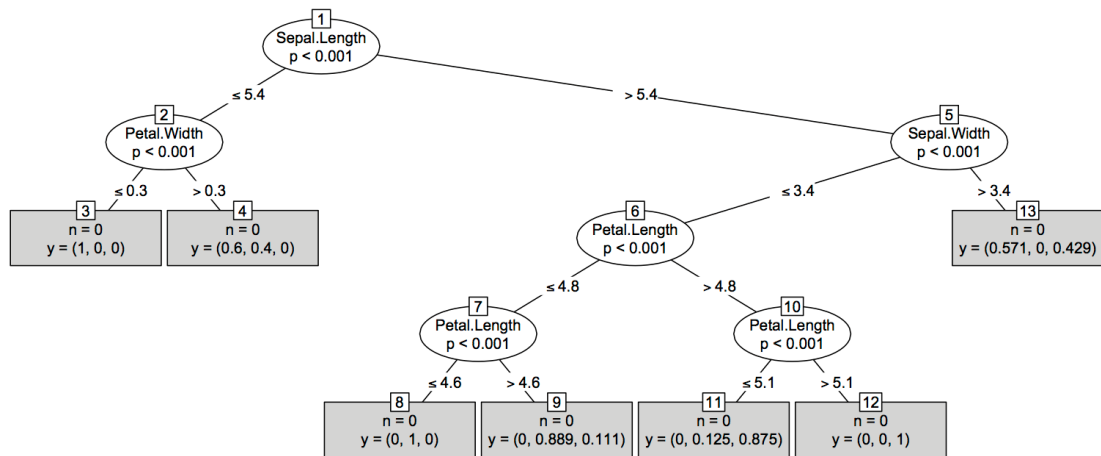 1
Sepal.Length
p < 0.001
≤ 5.4
> 5.4
2
Petal.Width
p < 0.001
5
Sepal.Width
p < 0.001
≤ 0.3
> 0.3
≤ 3.4
> 3.4
3
n = 0
y = (1, 0, 0)
4
n = 0
y = (0.6, 0.4, 0)
6
Petal.Length
p < 0.001
13
n = 0
y = (0.571, 0, 0.429)
≤ 4.8
> 4.8
7
Petal.Length
p < 0.001
10
Petal.Length
p < 0.001
≤ 4.6
> 4.6
≤ 5.1
> 5.1
8
n = 0
y = (0, 1, 0)
9
n = 0
y = (0, 0.889, 0.111)
11
n = 0
y = (0, 0.125, 0.875)
12
n = 0
y = (0, 0, 1)